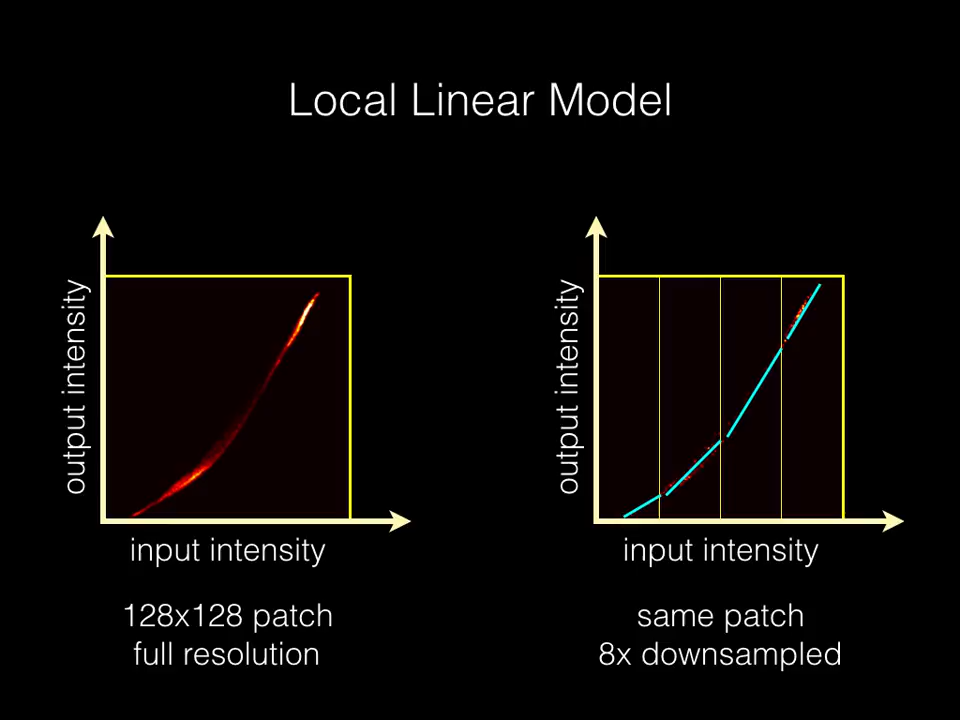 Local Linear Model
output intensity
input intensity
128x128 patch
full resolution
output intensity
input intensity
same patch
8x downsampled